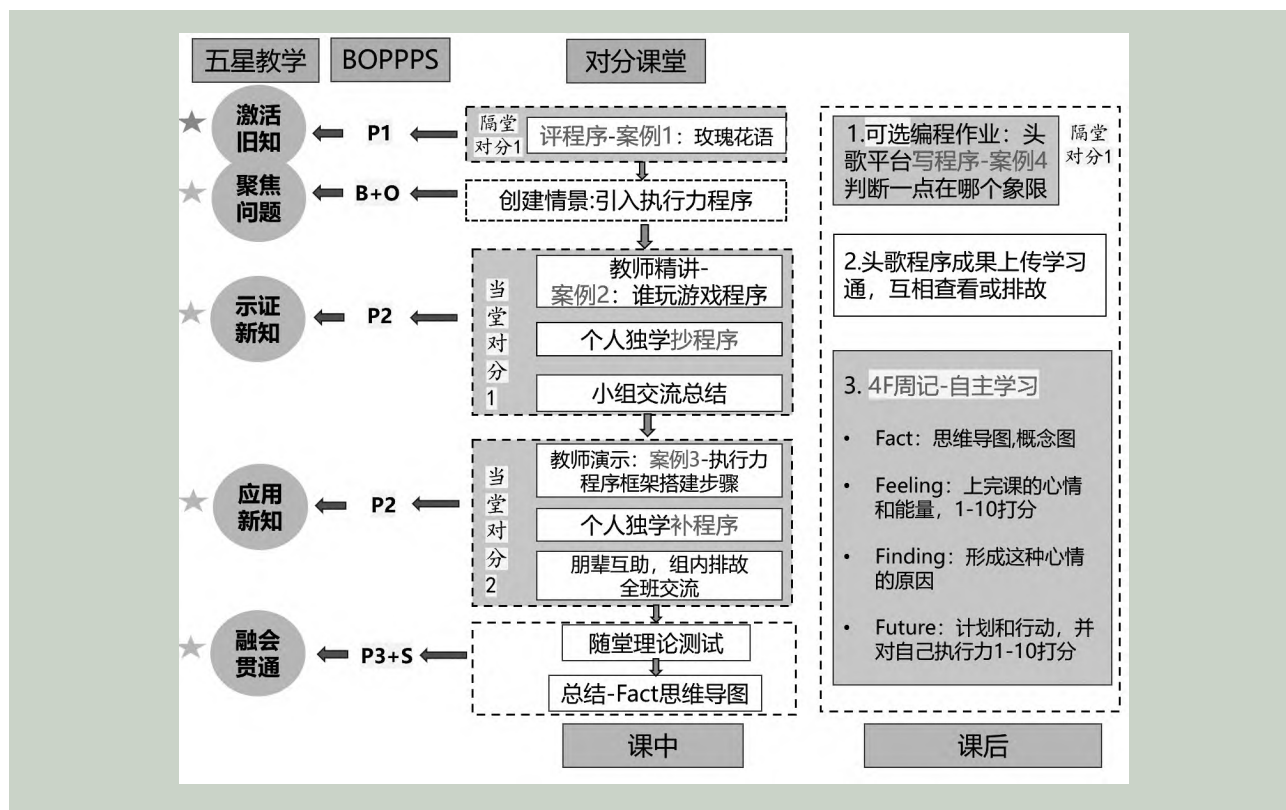 五星教学
BOPPPS
对分课堂
激活
旧知
P1
隔堂
对分1
评程序-案例1：玫瑰花语
聚焦
问题
B+O
创建情景:引入执行力程序
示证
新知
P2
当
堂
对
分
1
教师精讲-
案例2：谁玩游戏程序
个人独学抄程序
小组交流总结
应用
新知
P2
当
堂
对
分
2
教师演示：案例3-执行力
程序框架搭建步骤
个人独学补程序
朋辈互助，组内排故
全班交流
融会
贯通
P3+S
随堂理论测试
总结-Fact思维导图
课中
1.可选编程作业：头
歌平台写程序-案例4
判断一点在哪个象限
隔堂
对分1
2.头歌程序成果上传学习
通，互相查看或排故
3. 4F周记-自主学习
• Fact：思维导图,概念图
• Feeling：上完课的心情
和能量，1-10打分
• Finding：形成这种心情
的原因
• Future：计划和行动，并
对自己执行力1-10打分
课后